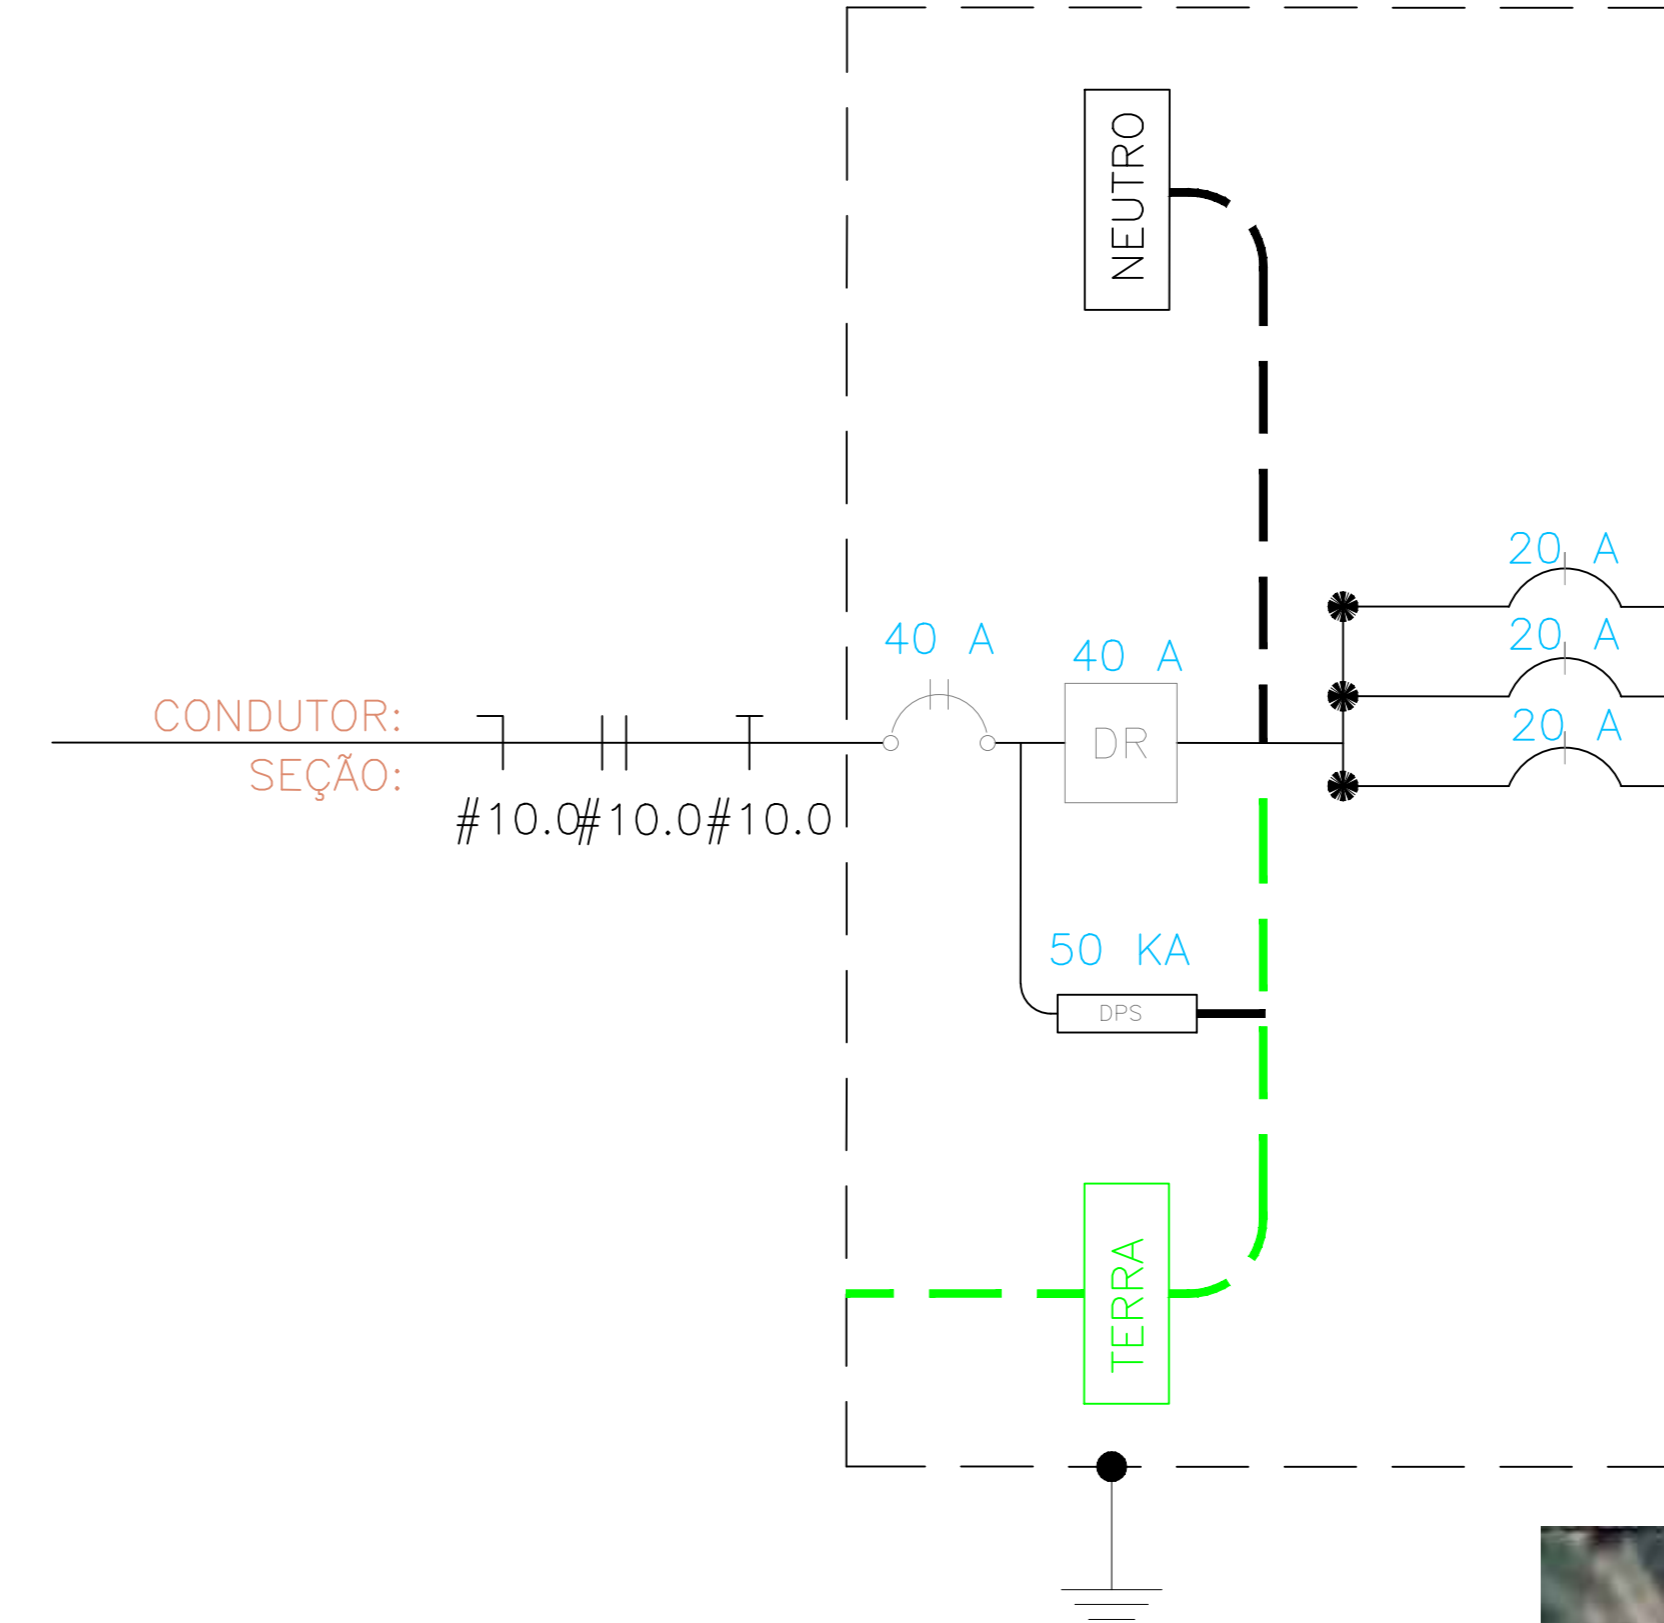 NEUTRO
20 A
20 A
20 A
40 A
40 A
CONDUTOR:
DR
SEÇÃO:
#10.0#10.0#10.0
50 KA
DPS
TERRA